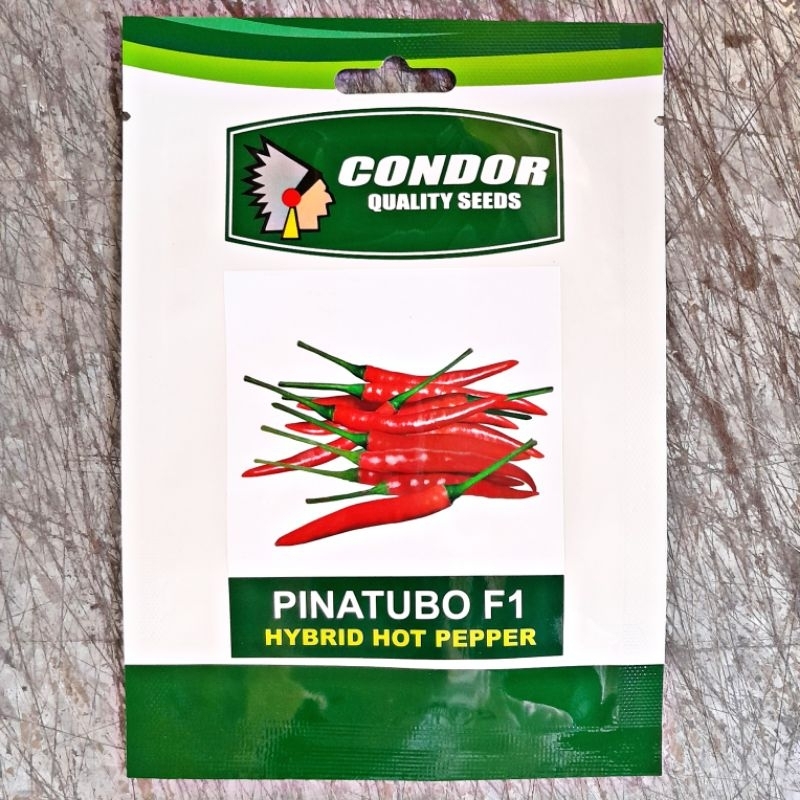 CONDOR
QUALITY SEEDS
PINATUBO F1
HYBRID HOT PEPPER